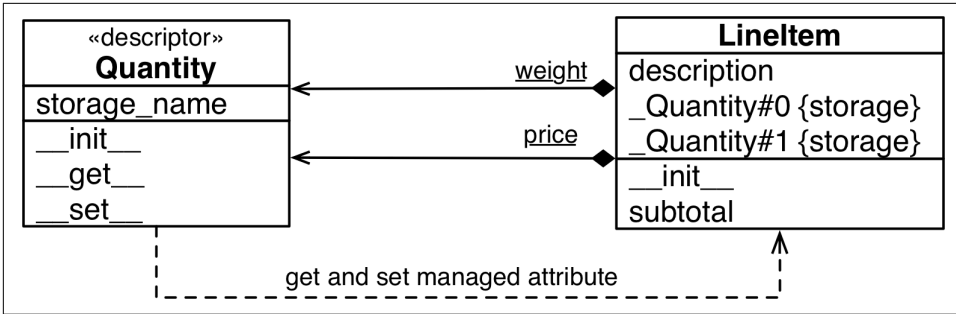 «descriptor»
Quantity
storage_name
__init__
__get__
__set__
weight
price
LineItem
description
_Quantity#0 {storage}
_Quantity#1 {storage}
__init__
subtotal
get and set managed attribute